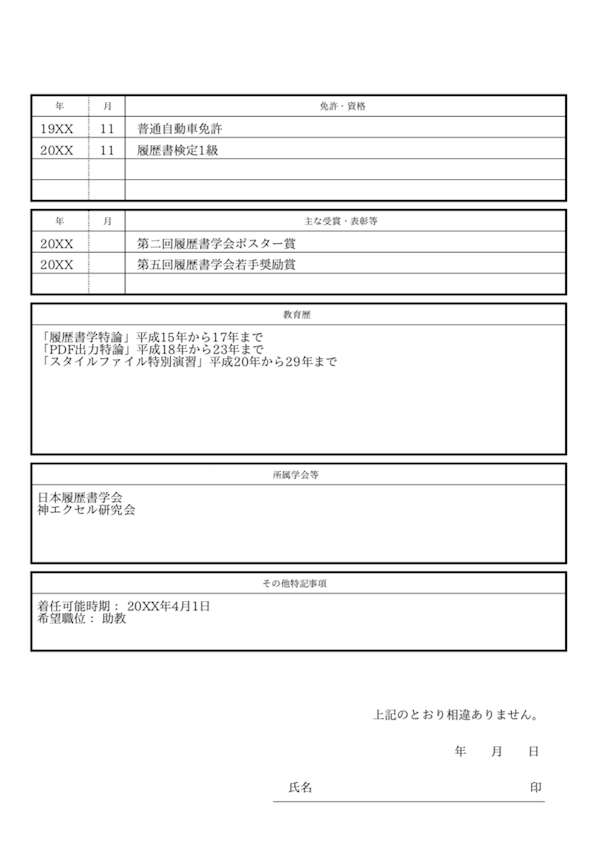 年 月 免許・資格
19XX 11 普通自動車免許
20XX 11 履歴書検定1級
年 月 主な受賞・表彰等
20XX 第二回履歴書学会ポスター賞
20XX 第五回履歴書学会若手奨励賞
教育歴
「履歴書学特論」平成15年から17年まで
「PDF出力特論」平成18年から23年まで
「スタイルファイル特別演習」平成20年から29年まで
所属学会等
日本履歴書学会
神エクセル研究会
その他特記事項
着任可能時期： 20XX年4月1日
希望職位： 助教
上記のとおり相違ありません。
年 月 日
氏名 印